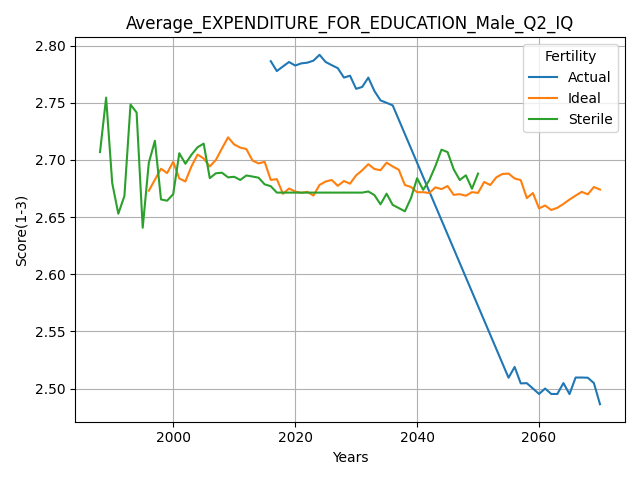 Average_EXPENDITURE_FOR_EDUCATION_Male_Q2_IQ
2.80
2.75
2.70
2.65
2.60
2.55
2.50
Score(1-3)
Fertility
Actual
Ideal
Sterile
2000
2020
2040
2060
Years